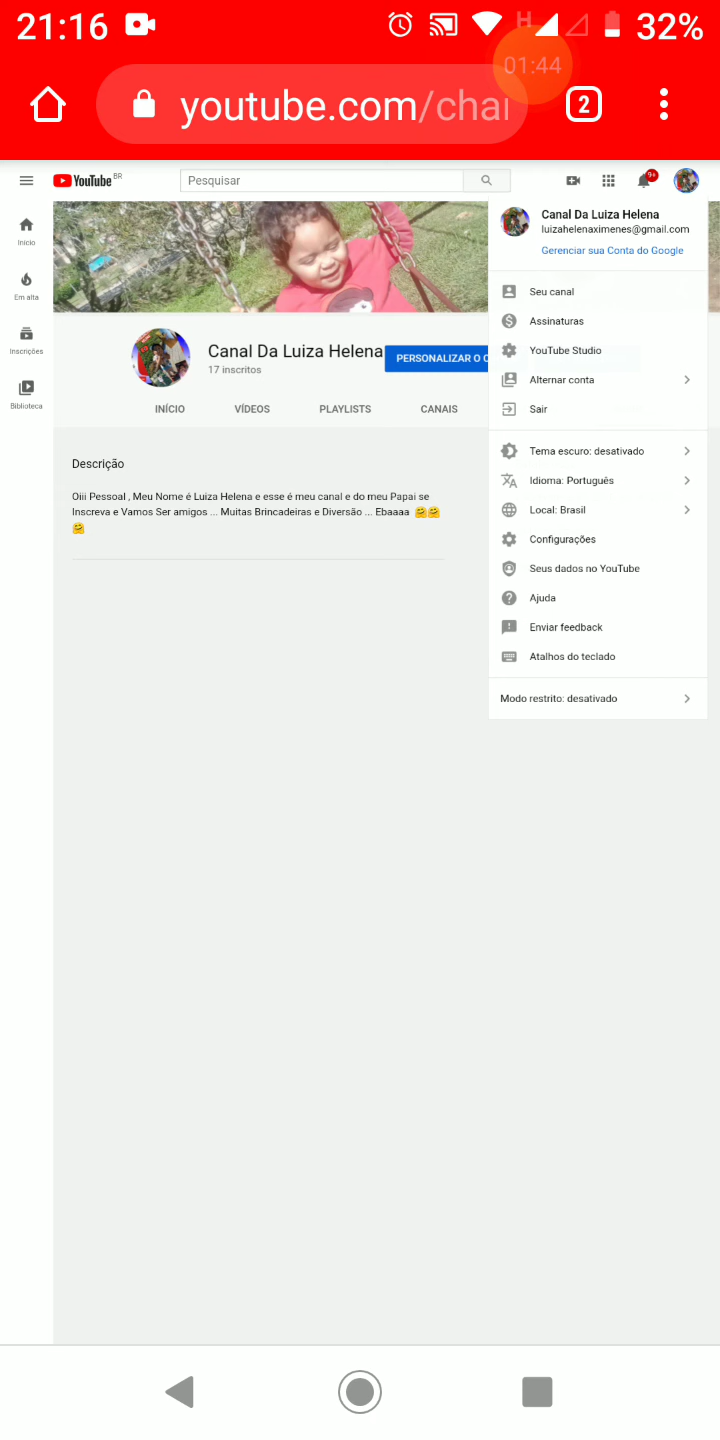 21:16
H
32%
01:44
youtube.com/chan
2
YouTube BR
Pesquisar
9+
Início
Em alta
Inscrições
Biblioteca
Canal Da Luiza Helena
luizahelenaximenes@gmail.com
Gerenciar sua Conta do Google
Seu canal
Assinaturas
YouTube Studio
Alternar conta
Sair
Tema escuro: desativado
Idioma: Português
Local: Brasil
Configurações
Seus dados no YouTube
Ajuda
Enviar feedback
Atalhos do teclado
Modo restrito: desativado
Canal Da Luiza Helena
17 inscritos
PERSONALIZAR O C
INÍCIO VÍDEOS PLAYLISTS CANAIS
Descrição
Oiii Pessoal , Meu Nome é Luiza Helena e esse é meu canal e do meu Papai se
Inscreva e Vamos Ser amigos ... Muitas Brincadeiras e Diversão ... Ebaaaa 🤗🤗
🤗